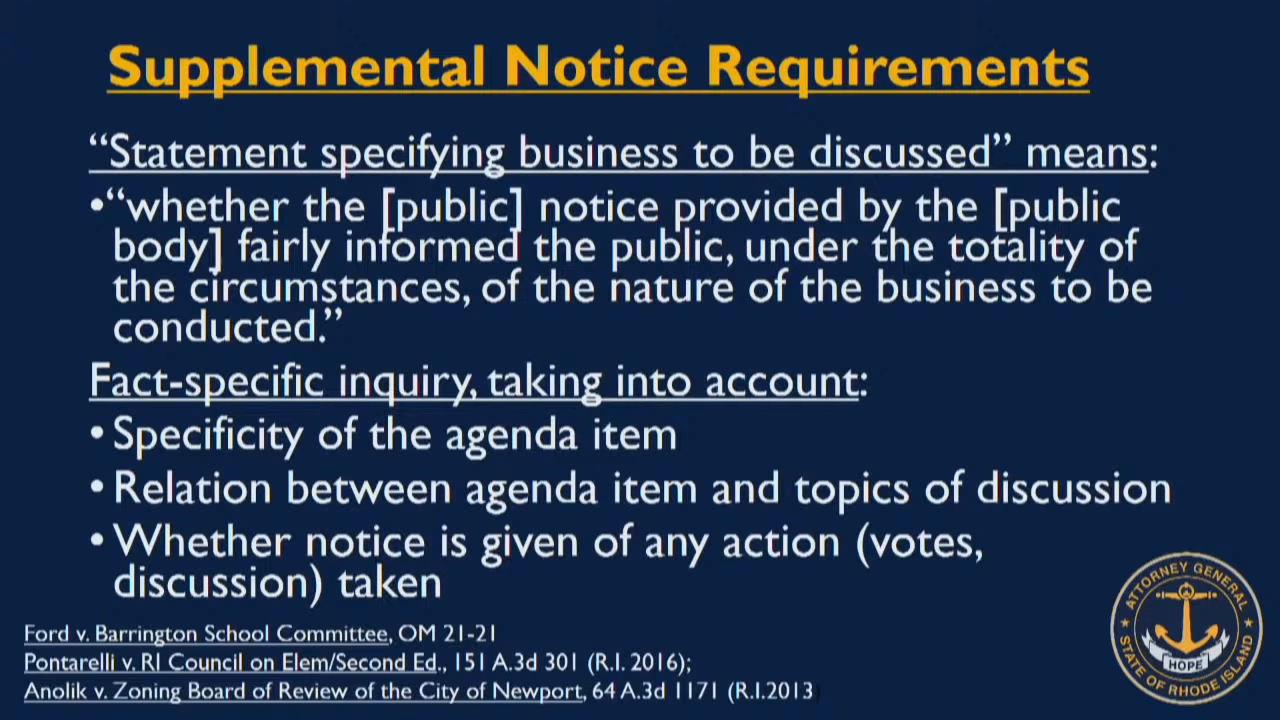 Supplemental Notice Requirements
“Statement specifying business to be discussed” means:
•“whether the [public] notice provided by the [public
body] fairly informed the public, under the totality of
the circumstances, of the nature of the business to be
conducted.”
Fact-specific inquiry, taking into account:
• Specificity of the agenda item
• Relation between agenda item and topics of discussion
• Whether notice is given of any action (votes,
discussion) taken
Ford v. Barrington School Committee, OM 21-21
Pontarelli v. RI Council on Elem/Second Ed., 151 A.3d 301 (R.I. 2016);
Anolik v. Zoning Board of Review of the City of Newport, 64 A.3d 1171 (R.I.2013)
ATTORNEY GENERAL
HOPE
STATE OF RHODE ISLAND